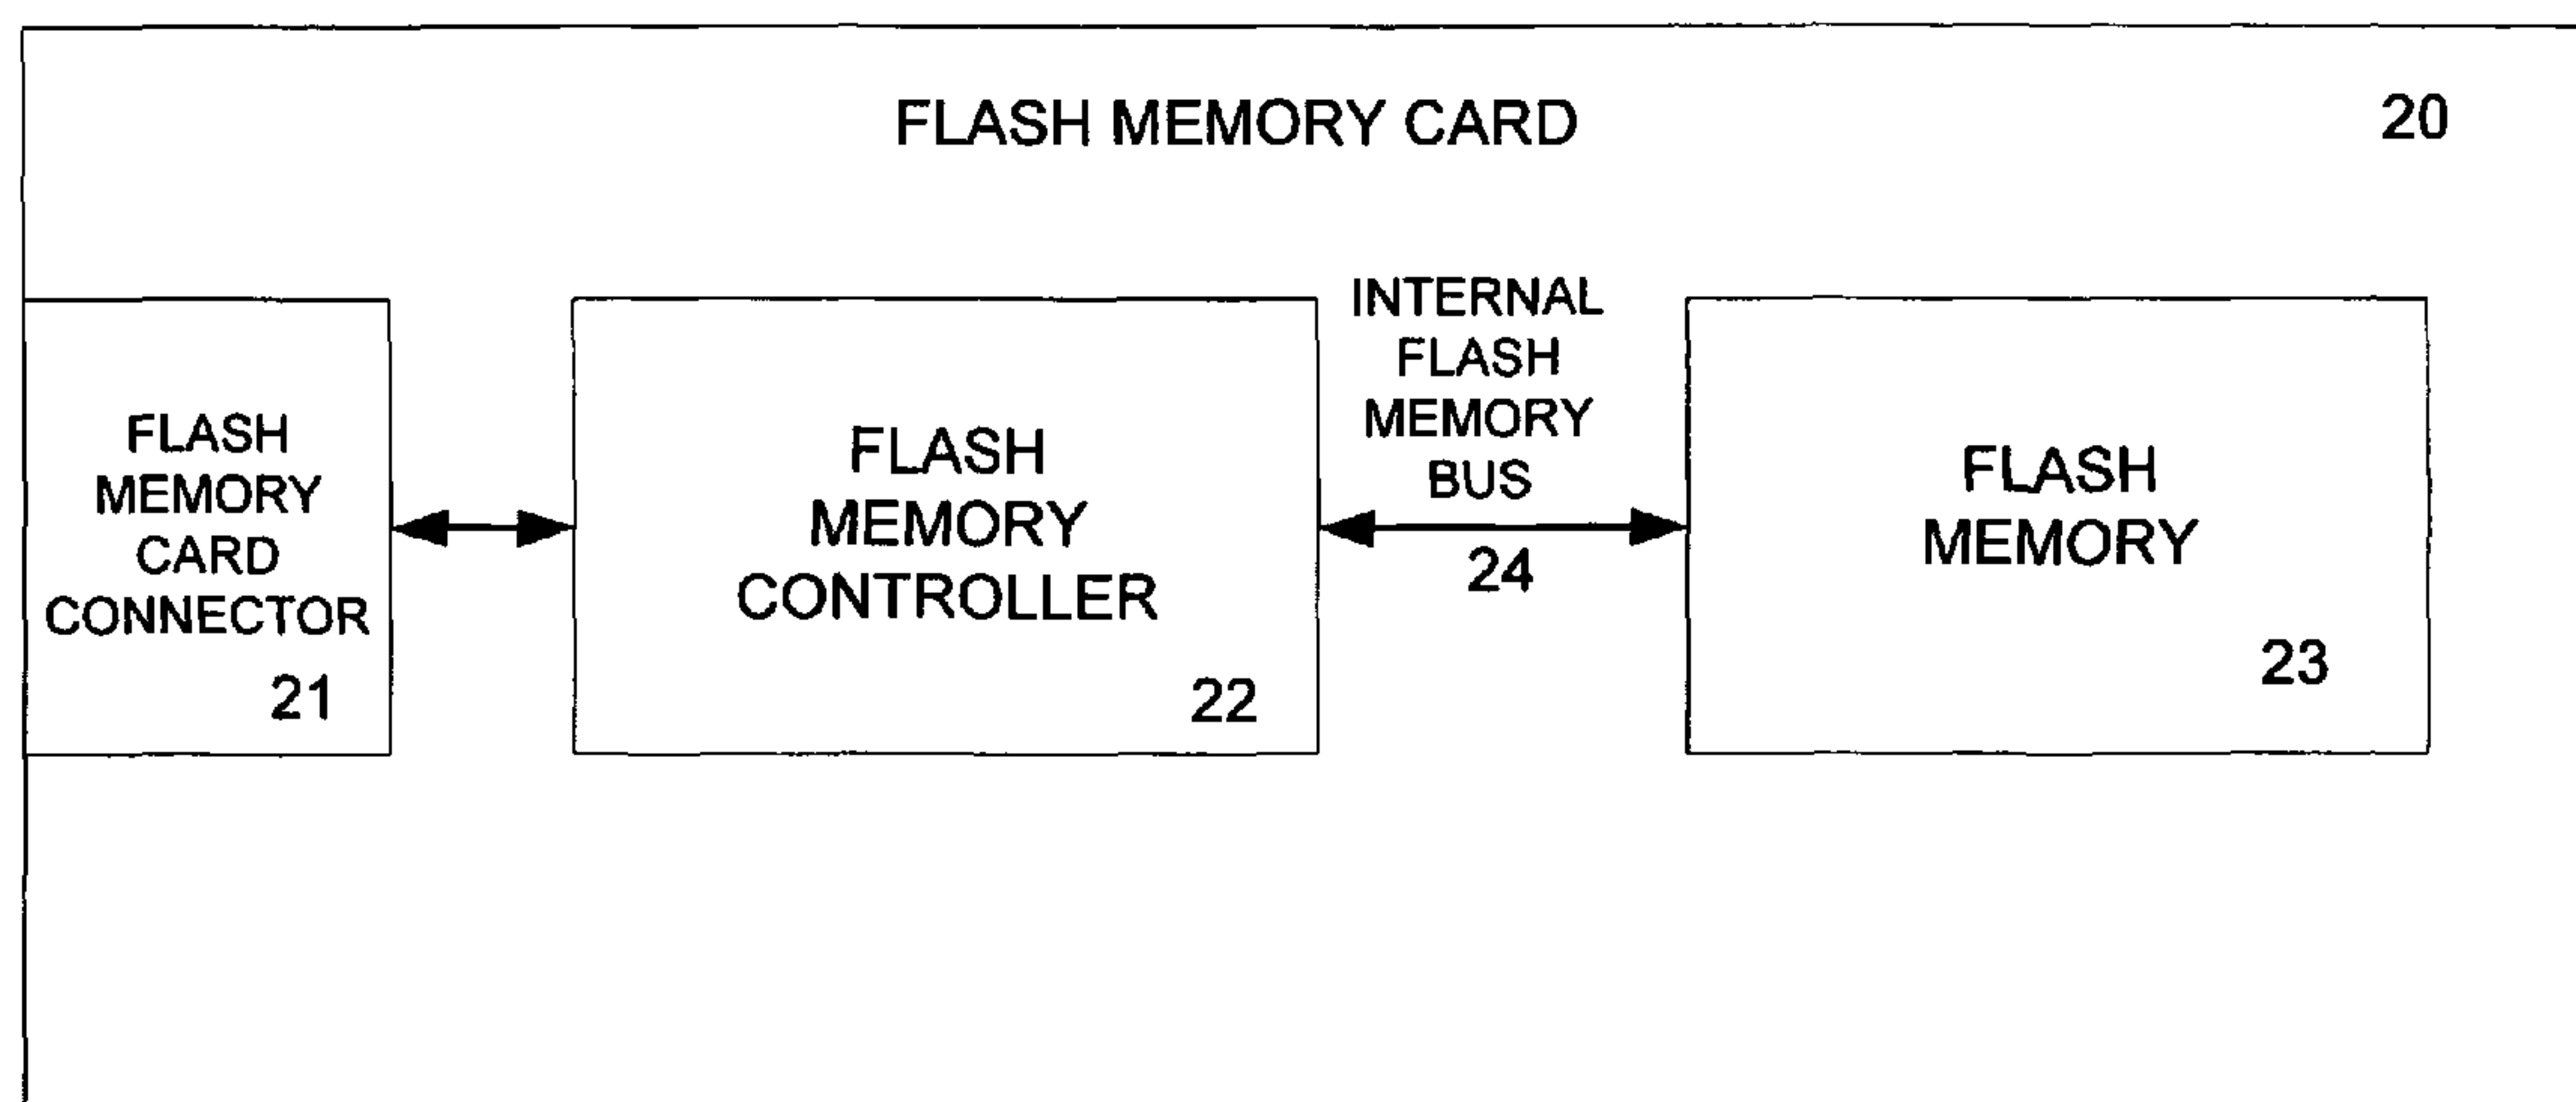 FLASH MEMORY CARD
20
FLASH
MEMORY
CARD
CONNECTOR
21
FLASH
MEMORY
CONTROLLER
22
INTERNAL
FLASH
MEMORY
BUS
24
FLASH
MEMORY
23